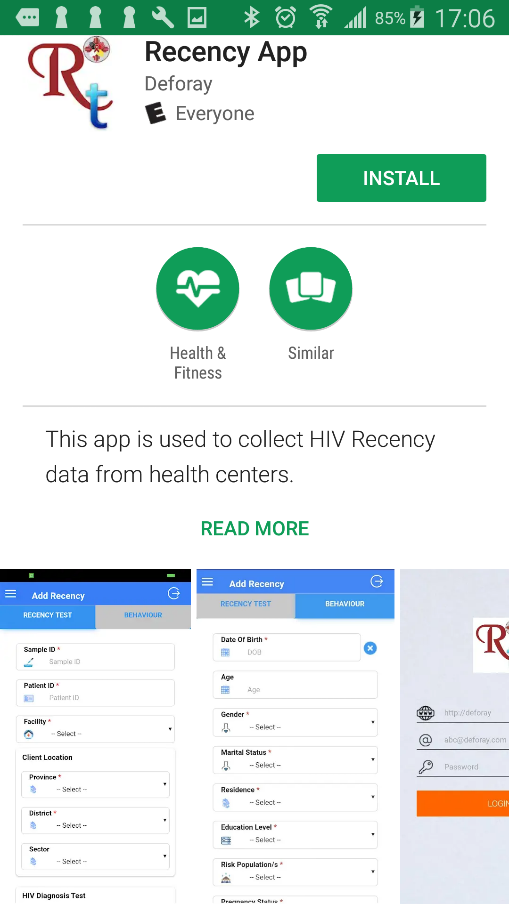 85% 17:06
Rt
Recency App
Deforay
E Everyone
INSTALL
Health &
Fitness
Similar
This app is used to collect HIV Recency
data from health centers.
READ MORE
Add Recency
RECENCY TEST BEHAVIOUR
Sample ID *
Sample ID
Patient ID *
Patient ID
Facility *
-- Select --
Client Location
Province *
-- Select --
District *
-- Select --
Sector
-- Select --
HIV Diagnosis Test
Add Recency
RECENCY TEST BEHAVIOUR
Date Of Birth *
DOB
Age
Age
Gender *
-- Select --
Marital Status *
-- Select --
Residence *
-- Select --
Education Level *
-- Select --
Risk Population/s *
-- Select --
Pregnancy Status *
R
http://deforay
abc@deforay.com
Password
LOGIN